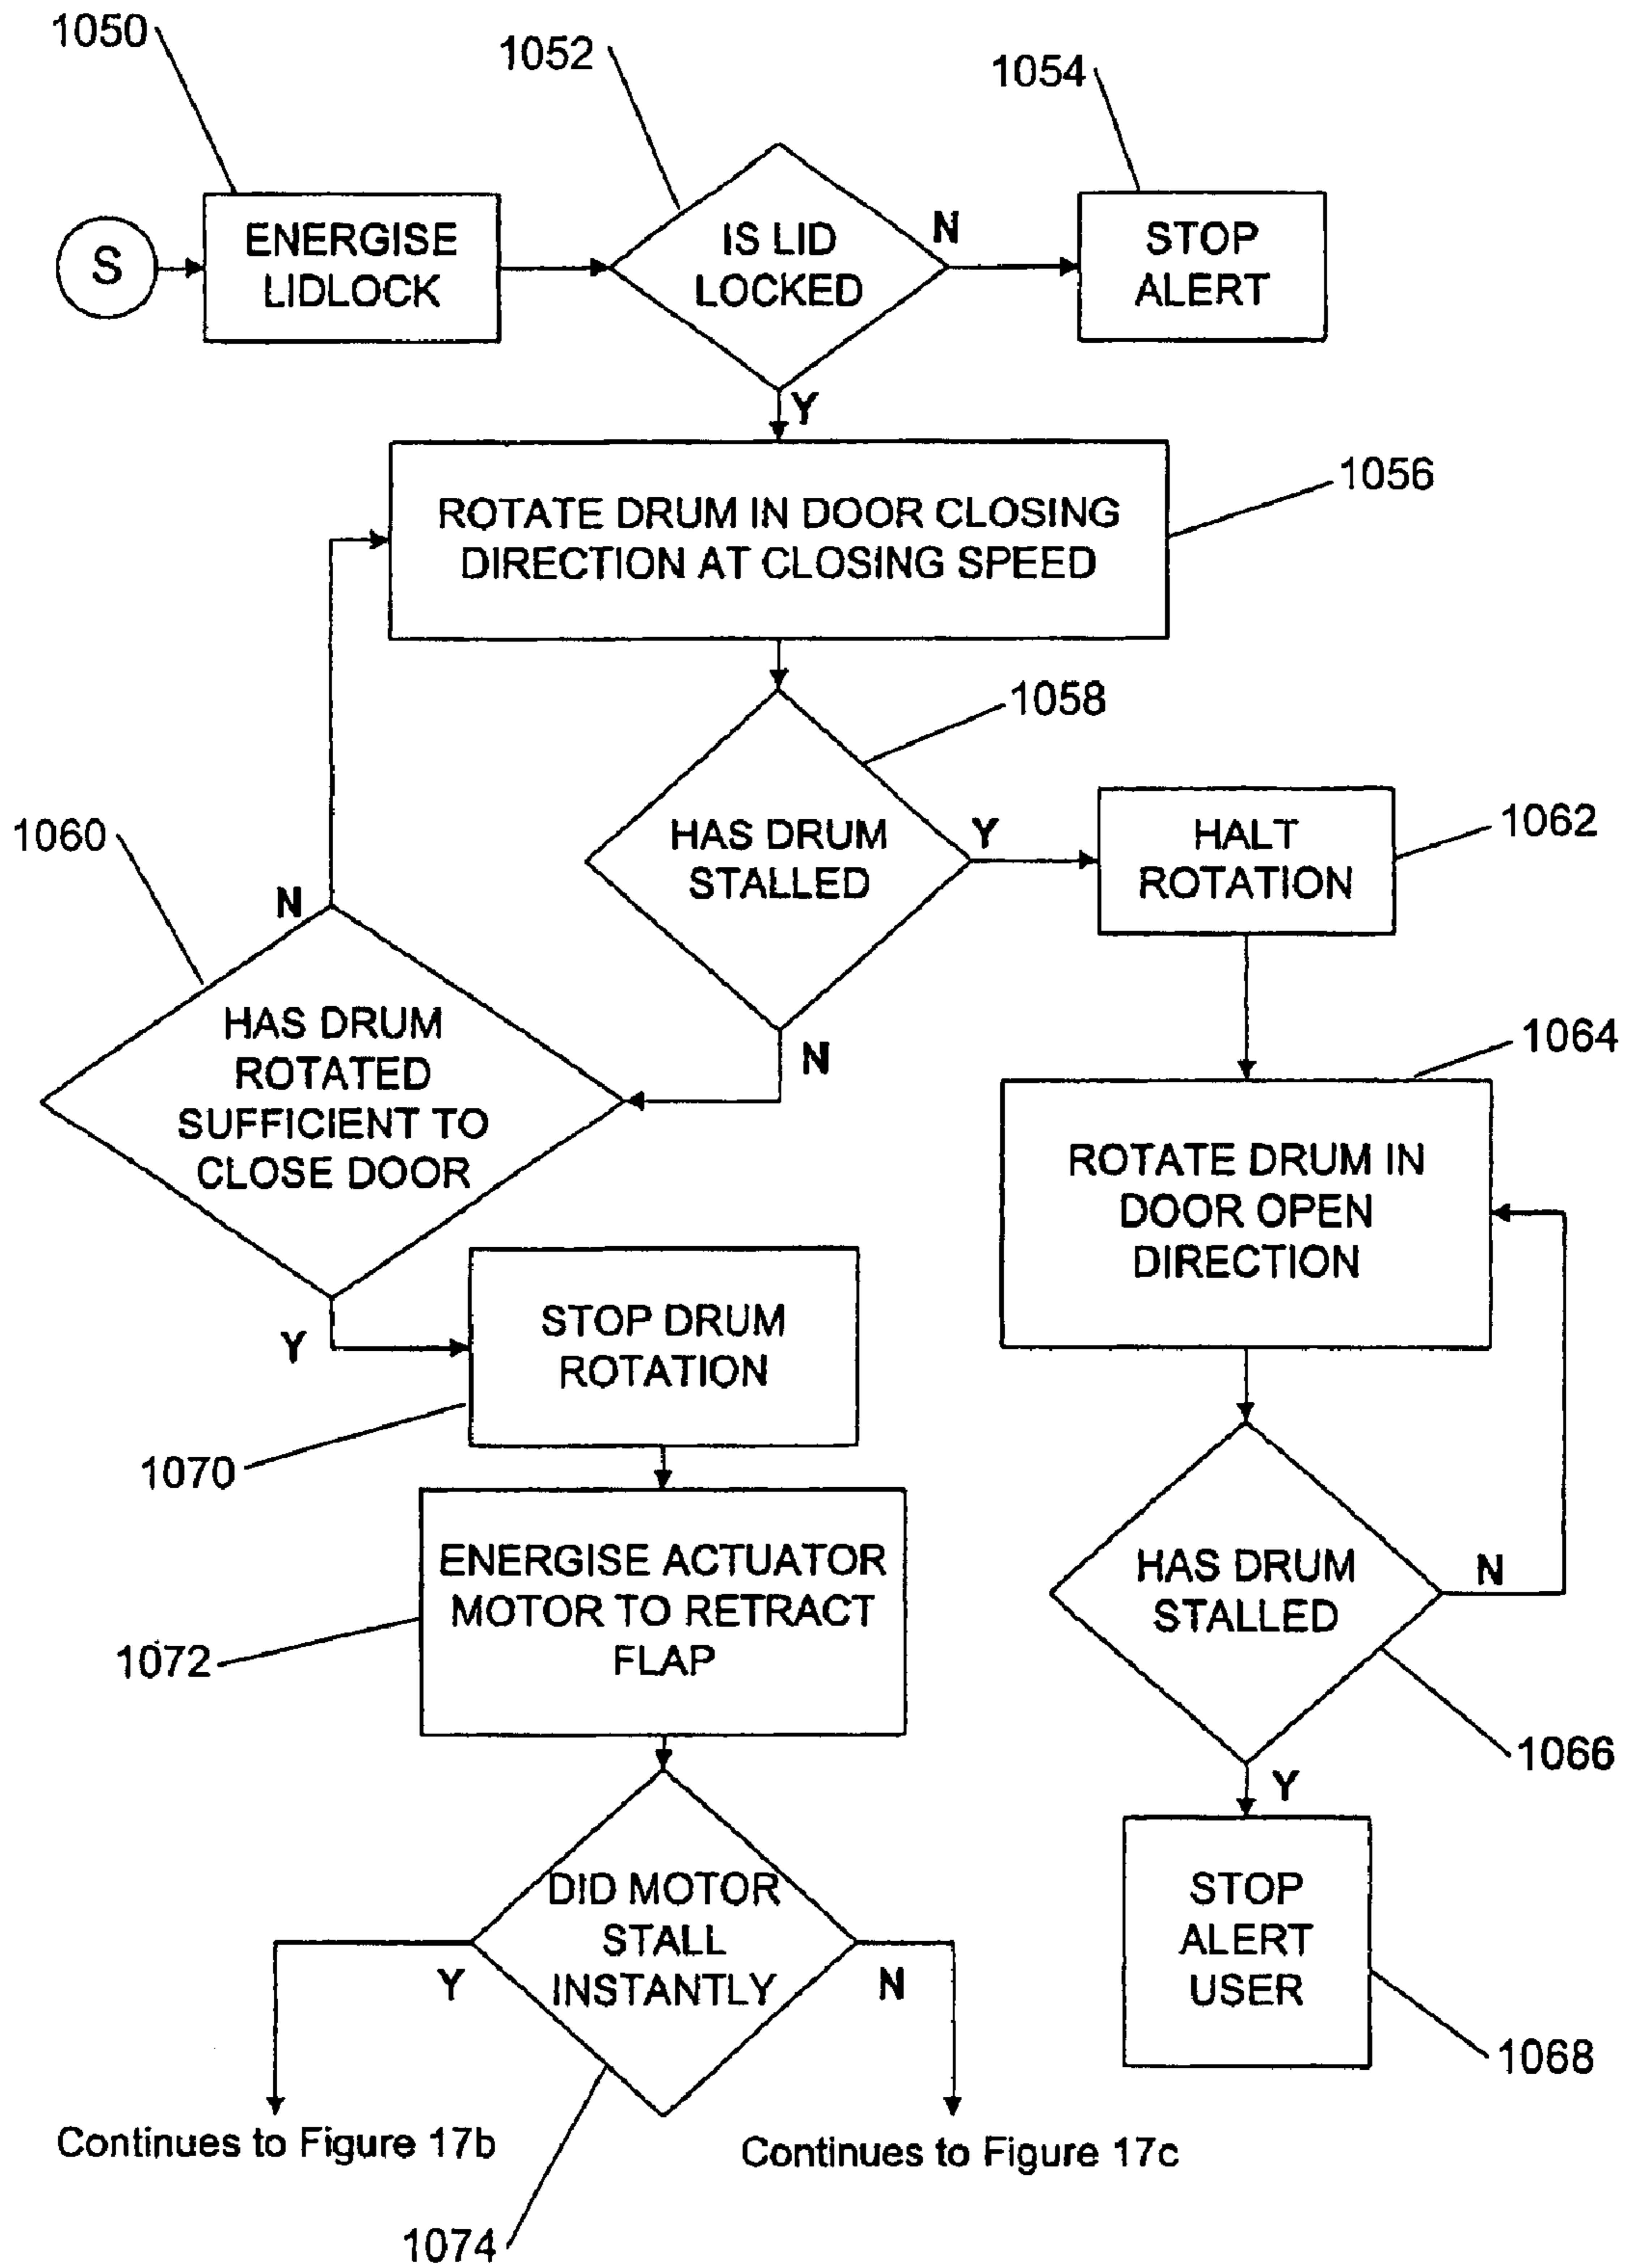 1050
1052
1054
S
ENERGISE
LIDLOCK
IS LID
LOCKED
N
STOP
ALERT
Y
ROTATE DRUM IN DOOR CLOSING
DIRECTION AT CLOSING SPEED
1056
1058
HAS DRUM
STALLED
Y
HALT
ROTATION
1062
1060
N
HAS DRUM
ROTATED
SUFFICIENT TO
CLOSE DOOR
N
1064
ROTATE DRUM IN
DOOR OPEN
DIRECTION
Y
STOP DRUM
ROTATION
1070
ENERGISE ACTUATOR
MOTOR TO RETRACT
FLAP
1072
HAS DRUM
STALLED
N
1066
Y
DID MOTOR
STALL
INSTANTLY
Y
N
STOP
ALERT
USER
1068
Continues to Figure 17b
Continues to Figure 17c
1074